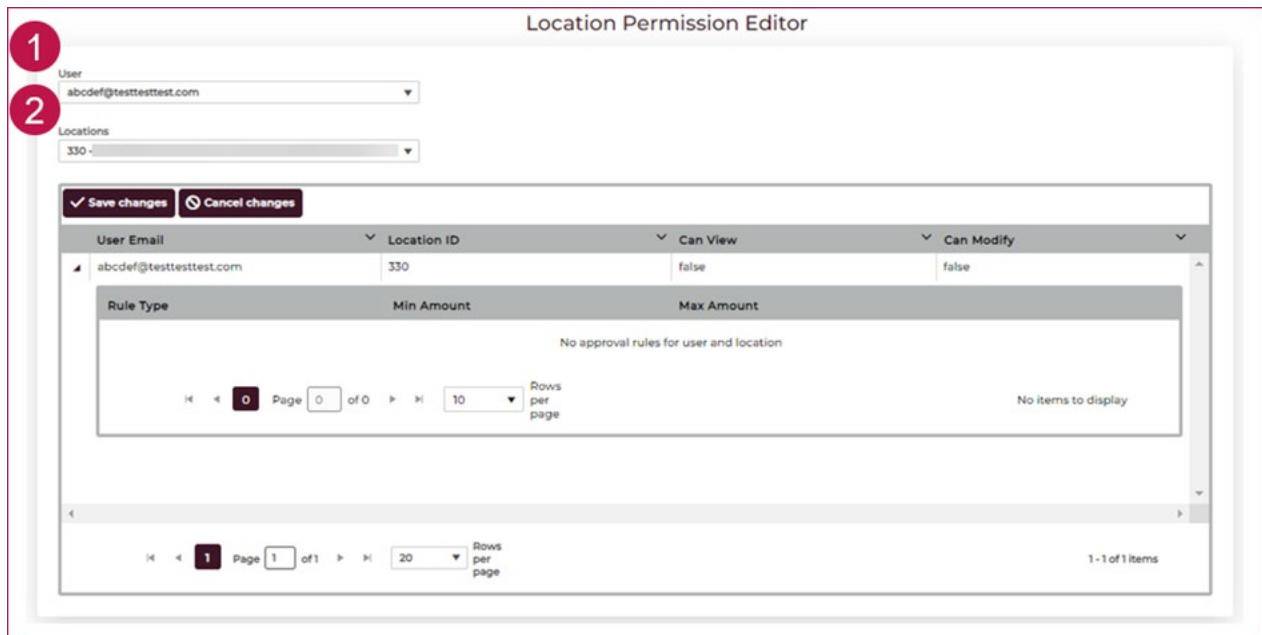 Location Permission Editor
1
User
abcdef@testtesttest.com
2
Locations
330 -
Save changes Cancel changes
User Email Location ID Can View Can Modify
abcdef@testtesttest.com 330 false false
Rule Type Min Amount Max Amount
No approval rules for user and location
0 Page 0 of 0 10 Rows per page No items to display
1 Page 1 of 1 20 Rows per page 1 - 1 of 1 items